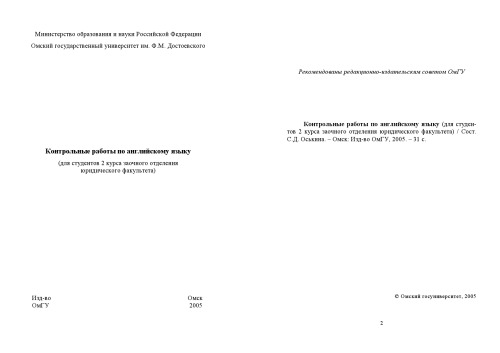 Министерство образования и науки Российской Федерации
Омский государственный университет им. Ф.М. Достоевского
Контрольные работы по английскому языку
(для студентов 2 курса заочного отделения
юридического факультета)
Изд-во Омск
ОмГУ 2005
Рекомендованы редакционно-издательским советом ОмГУ
Контрольные работы по английскому языку (для студен-
тов 2 курса заочного отделения юридического факультета) / Сост.
С.Д. Оськина. – Омск: Изд-во ОмГУ, 2005. – 31 с.
© Омский госуниверситет, 2005
2